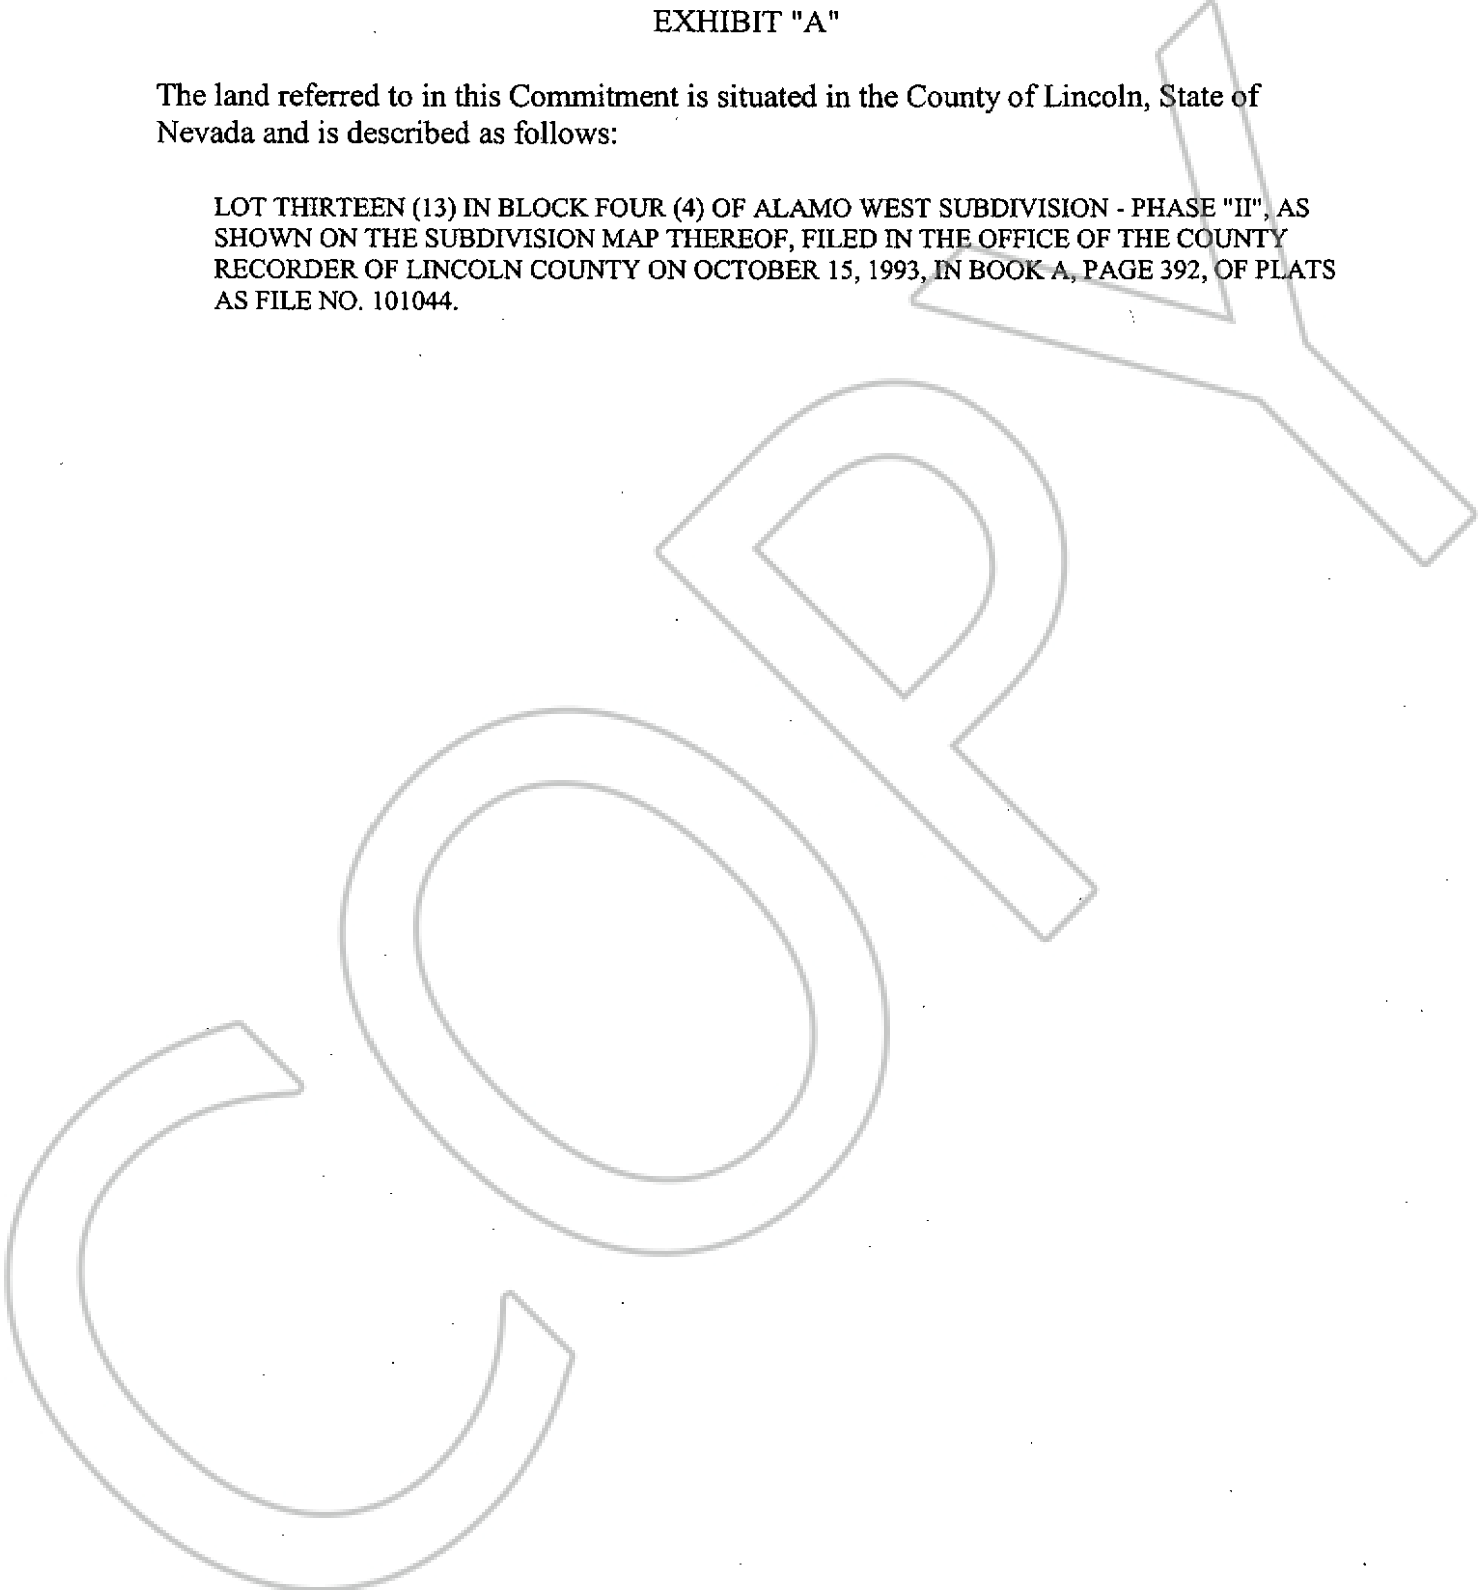 EXHIBIT "A"
The land referred to in this Commitment is situated in the County of Lincoln, State of
Nevada and is described as follows:
LOT THIRTEEN (13) IN BLOCK FOUR (4) OF ALAMO WEST SUBDIVISION - PHASE "II", AS
SHOWN ON THE SUBDIVISION MAP THEREOF, FILED IN THE OFFICE OF THE COUNTY
RECORDER OF LINCOLN COUNTY ON OCTOBER 15, 1993, IN BOOK A, PAGE 392, OF PLATS
AS FILE NO. 101044.
COPY